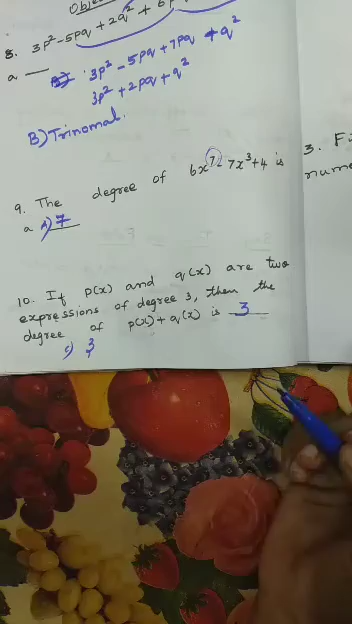 8. 3p²-5pq+2q²+6p
a
3p²-5pq+7pq+q²
3p²+2pq+q²
B) Trinomal.
9. The degree of 6x⁷-7x³+4 is
a A) 7
10. If p(x) and q(x) are two
expressions of degree 3, then the
degree of p(x)+q(x) is 3
c) 3
3. F
nume